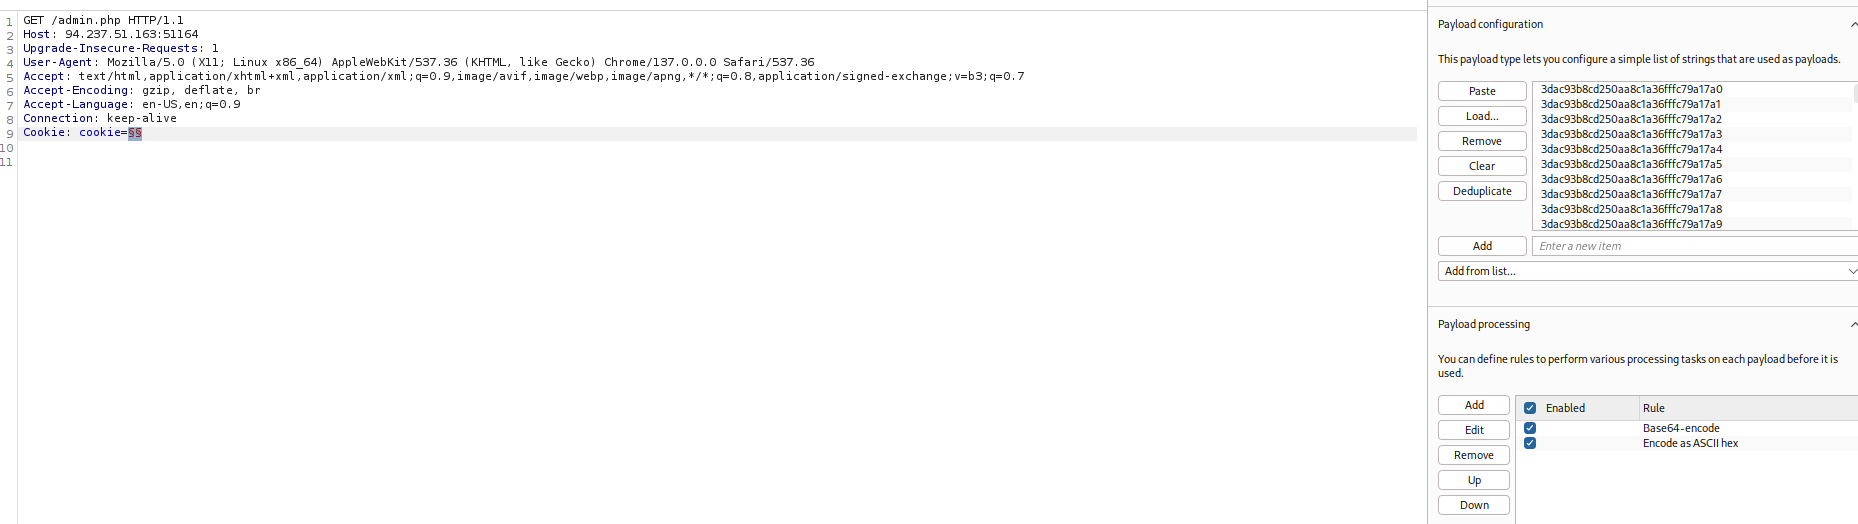 1 GET /admin.php HTTP/1.1
2 Host: 94.237.51.163:51164
3 Upgrade-Insecure-Requests: 1
4 User-Agent: Mozilla/5.0 (X11; Linux x86_64) AppleWebKit/537.36 (KHTML, like Gecko) Chrome/137.0.0.0 Safari/537.36
5 Accept: text/html,application/xhtml+xml,application/xml;q=0.9,image/avif,image/webp,image/apng,*/*;q=0.8,application/signed-exchange;v=b3;q=0.7
6 Accept-Encoding: gzip, deflate, br
7 Accept-Language: en-US,en;q=0.9
8 Connection: keep-alive
9 Cookie: cookie=§§
10
11
Payload configuration
This payload type lets you configure a simple list of strings that are used as payloads.
Paste
Load...
Remove
Clear
Deduplicate
3dac93b8cd250aa8c1a36fffc79a17a0
3dac93b8cd250aa8c1a36fffc79a17a1
3dac93b8cd250aa8c1a36fffc79a17a2
3dac93b8cd250aa8c1a36fffc79a17a3
3dac93b8cd250aa8c1a36fffc79a17a4
3dac93b8cd250aa8c1a36fffc79a17a5
3dac93b8cd250aa8c1a36fffc79a17a6
3dac93b8cd250aa8c1a36fffc79a17a7
3dac93b8cd250aa8c1a36fffc79a17a8
3dac93b8cd250aa8c1a36fffc79a17a9
Add
Enter a new item
Add from list...
Payload processing
You can define rules to perform various processing tasks on each payload before it is
used.
Add
Edit
Remove
Up
Down
Enabled Rule
Base64-encode
Encode as ASCII hex